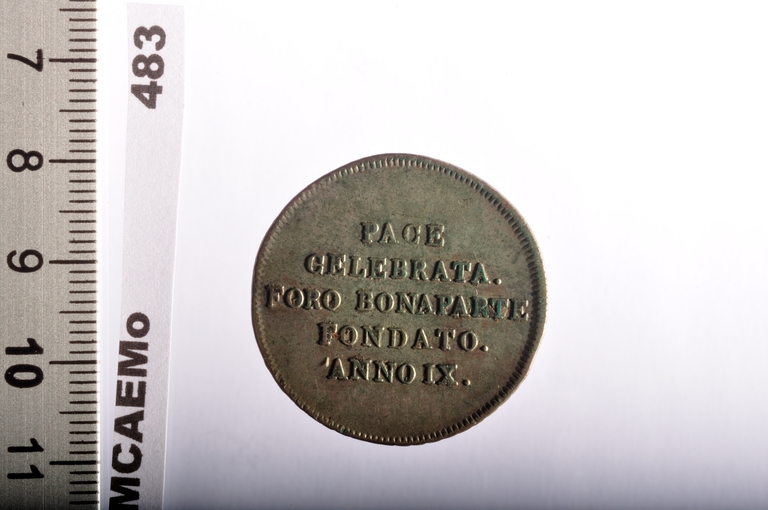 PACE
CELEBRATA.
FORO BONAPARTE
FONDATO.
ANNO IX.
MCAEMo 483
7
8
9
10
11